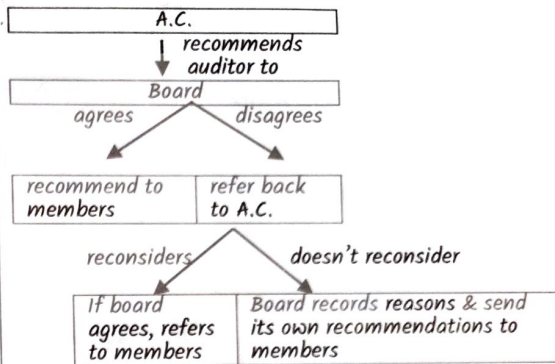 A.C.
recommends
auditor to
Board
agrees
disagrees
recommend to
members
refer back
to A.C.
reconsiders
doesn't reconsider
If board
agrees, refers
to members
Board records reasons & send
its own recommendations to
members